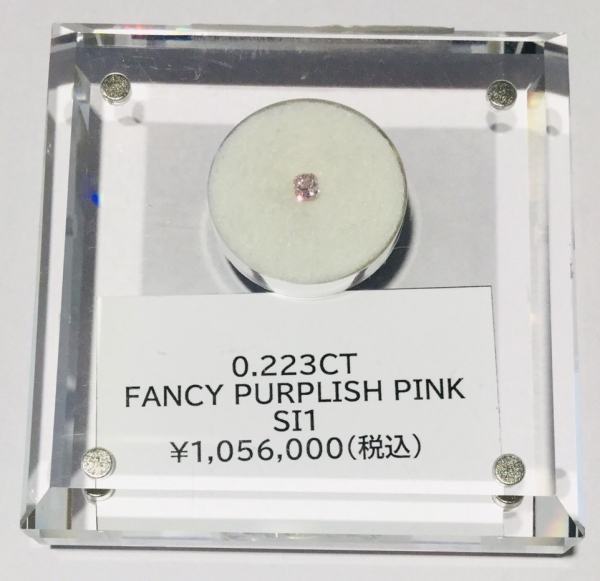 0.223CT
FANCY PURPLISH PINK
SI1
¥1,056,000(税込)